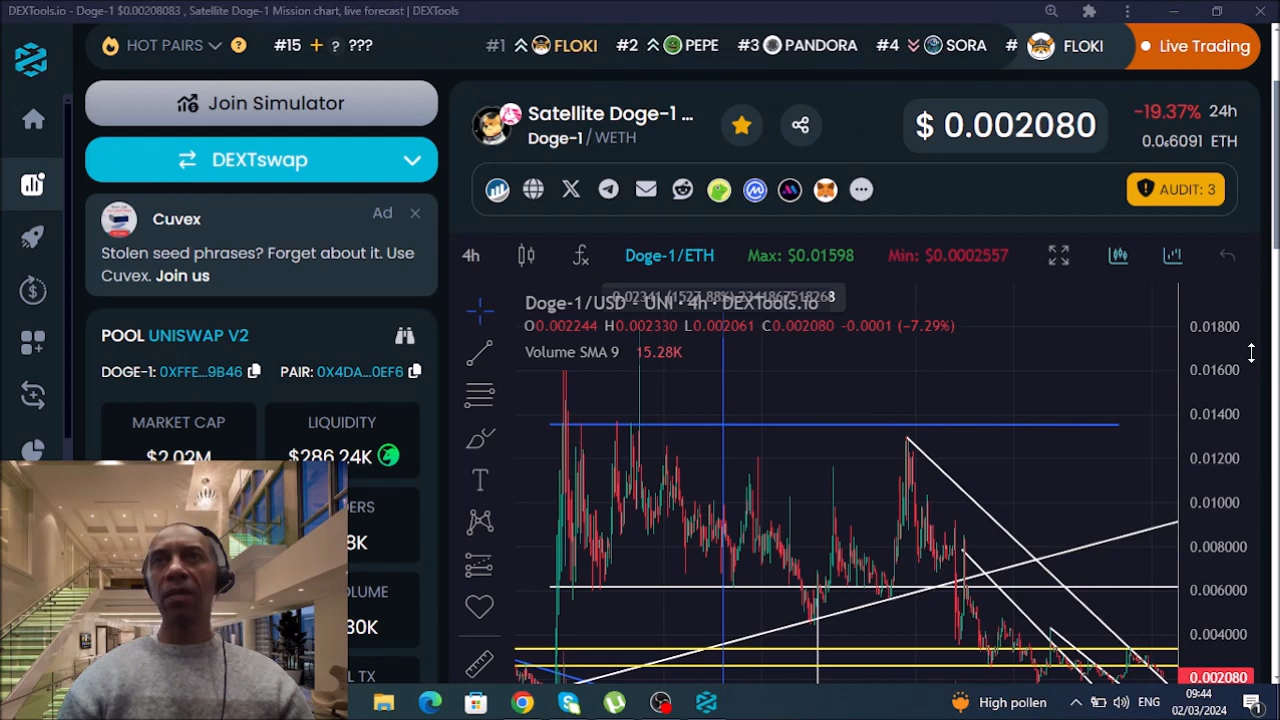 DEXTools.io - Doge-1 $0.00208083 , Satellite Doge-1 Mission chart, live forecast | DEXTools
HOT PAIRS ? #15 + ? ??? #1 FLOKI #2 PEPE #3 PANDORA #4 SORA # FLOKI Live Trading
Join Simulator
DEXTswap
Cuvex Ad
Stolen seed phrases? Forget about it. Use
Cuvex. Join us
Satellite Doge-1 ...
Doge-1 / WETH
$ 0.002080
-19.37% 24h
0.0₆6091 ETH
AUDIT: 3
POOL UNISWAP V2
DOGE-1: 0XFFE...9B46 PAIR: 0X4DA...0EF6
MARKET CAP
$2.02M
LIQUIDITY
$286.24K
ERS
8K
OLUME
30K
TX
4h Doge-1/ETH Max: $0.01598 Min: $0.0002557
Doge-1/USD - UNI · 4h · DEXTools.io
O0.002244 H0.002330 L0.002061 C0.002080 -0.0001 (-7.29%)
Volume SMA 9 15.28K
0.01800
0.01600
0.01400
0.01200
0.01000
0.008000
0.006000
0.004000
0.002080
High pollen ENG
09:44
02/03/2024
1